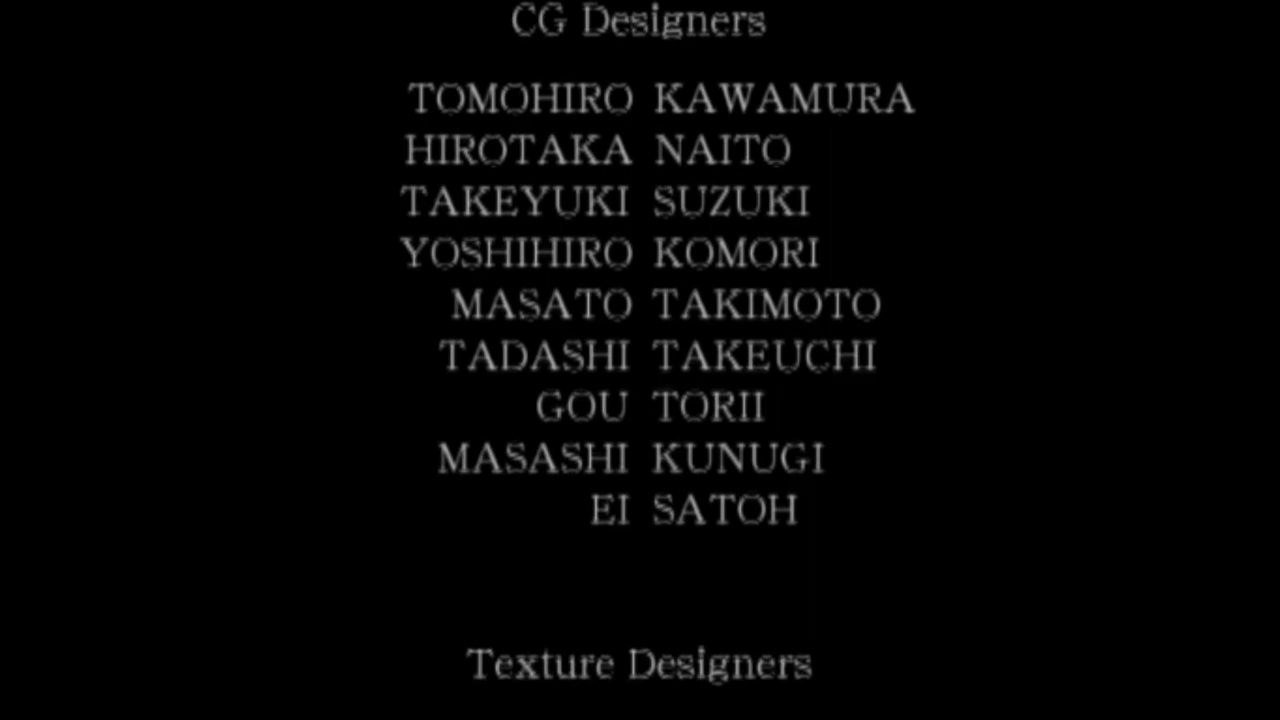 CG Designers
TOMOHIRO KAWAMURA
HIROTAKA NAITO
TAKEYUKI SUZUKI
YOSHIHIRO KOMORI
MASATO TAKIMOTO
TADASHI TAKEUCHI
GOU TORII
MASASHI KUNUGI
EI SATOH
Texture Designers